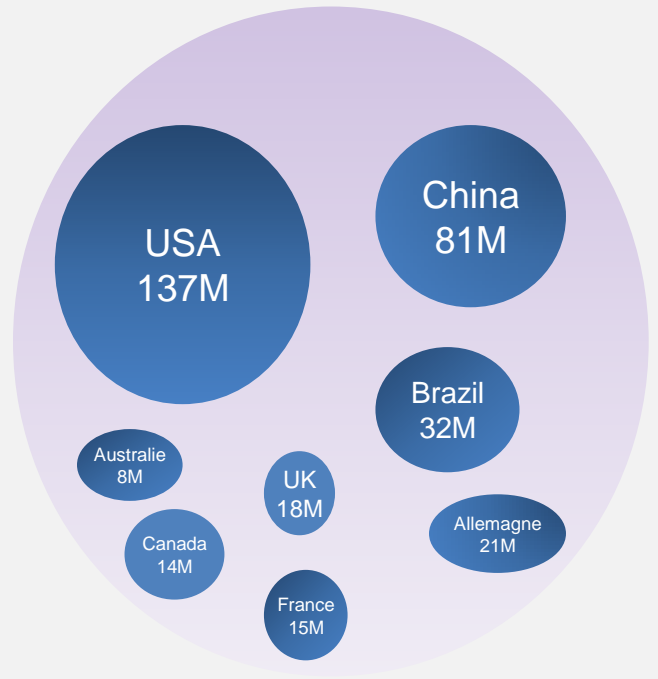 USA
137M
China
81M
Brazil
32M
Australie
8M
UK
18M
Allemagne
21M
Canada
14M
France
15M